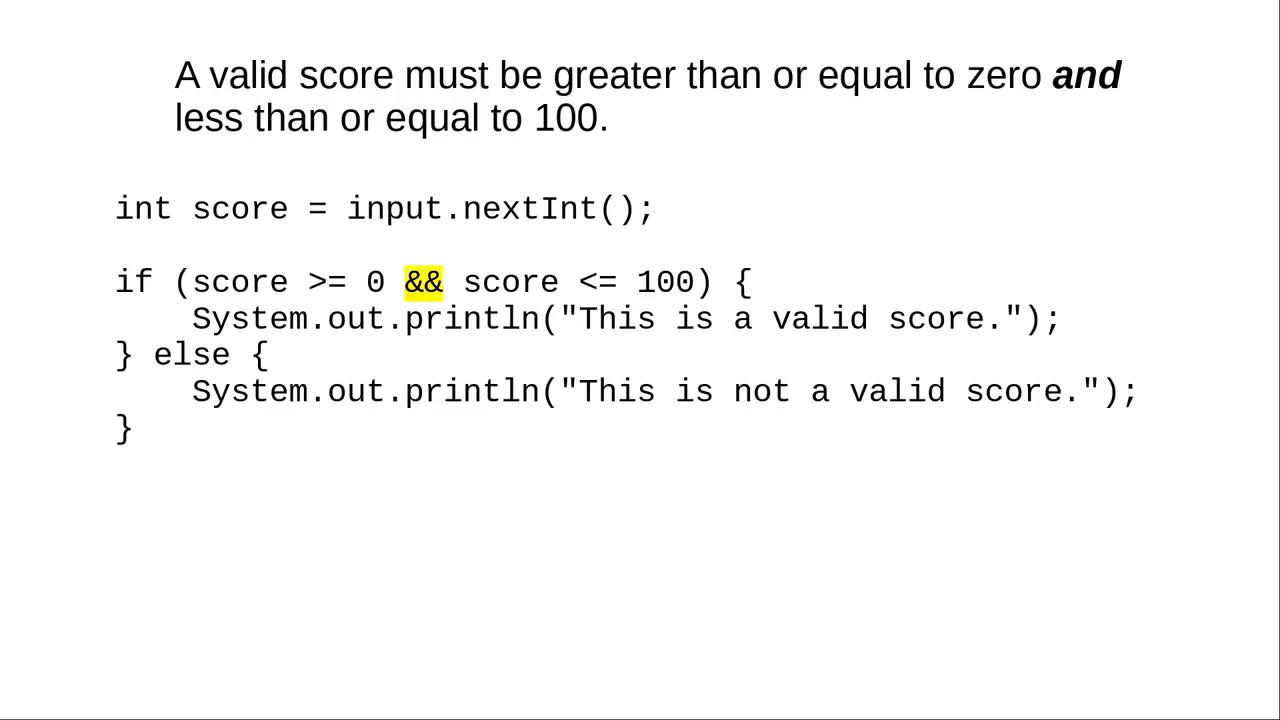 A valid score must be greater than or equal to zero and
less than or equal to 100.
int score = input.nextInt();
if (score >= 0 && score <= 100) {
    System.out.println("This is a valid score.");
} else {
    System.out.println("This is not a valid score.");
}